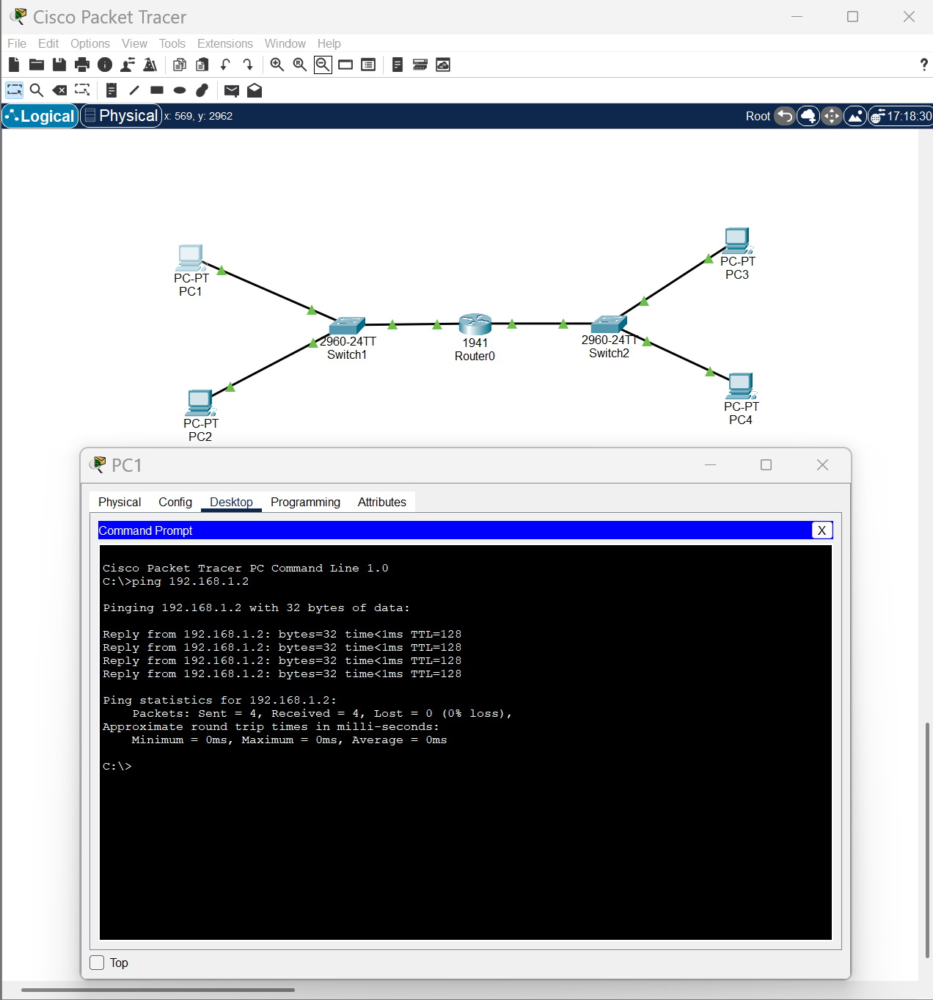 Cisco Packet Tracer
File Edit Options View Tools Extensions Window Help
?
Logical Physical x: 569, y: 2962 Root 17:18:30
PC-PT
PC1
PC-PT
PC3
2960-24TT
Switch1
1941
Router0
2960-24TT
Switch2
PC-PT
PC2
PC-PT
PC4
PC1
Physical Config Desktop Programming Attributes
Command Prompt X
Cisco Packet Tracer PC Command Line 1.0
C:\>ping 192.168.1.2
Pinging 192.168.1.2 with 32 bytes of data:
Reply from 192.168.1.2: bytes=32 time<1ms TTL=128
Reply from 192.168.1.2: bytes=32 time<1ms TTL=128
Reply from 192.168.1.2: bytes=32 time<1ms TTL=128
Reply from 192.168.1.2: bytes=32 time<1ms TTL=128
Ping statistics for 192.168.1.2:
Packets: Sent = 4, Received = 4, Lost = 0 (0% loss),
Approximate round trip times in milli-seconds:
Minimum = 0ms, Maximum = 0ms, Average = 0ms
C:\>
Top